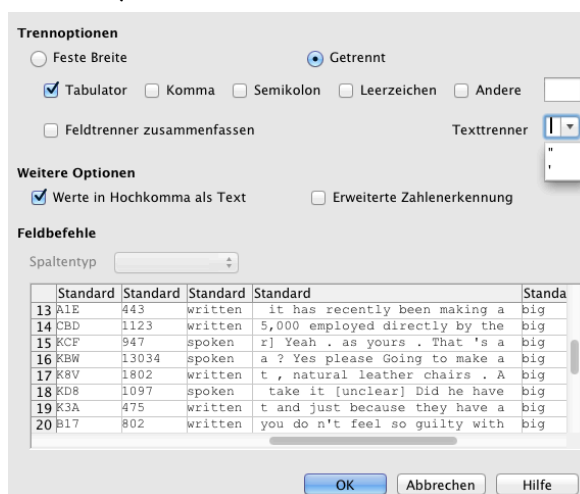 Trennoptionen
Feste Breite Getrennt
Tabulator Komma Semikolon Leerzeichen Andere
Feldtrenner zusammenfassen Texttrenner
"
'
Weitere Optionen
Werte in Hochkomma als Text Erweiterte Zahlenerkennung
Feldbefehle
Spaltentyp
Standard Standard Standard Standard Standa
13 A1E 443 written it has recently been making a big
14 CBD 1123 written 5,000 employed directly by the big
15 KCF 947 spoken r] Yeah . as yours . That 's a big
16 KBW 13034 spoken a ? Yes please Going to make a big
17 K8V 1802 written t , natural leather chairs . A big
18 KD8 1097 spoken take it [unclear] Did he have big
19 K3A 475 written t and just because they have a big
20 B17 802 written you do n't feel so guilty with big
OK Abbrechen Hilfe